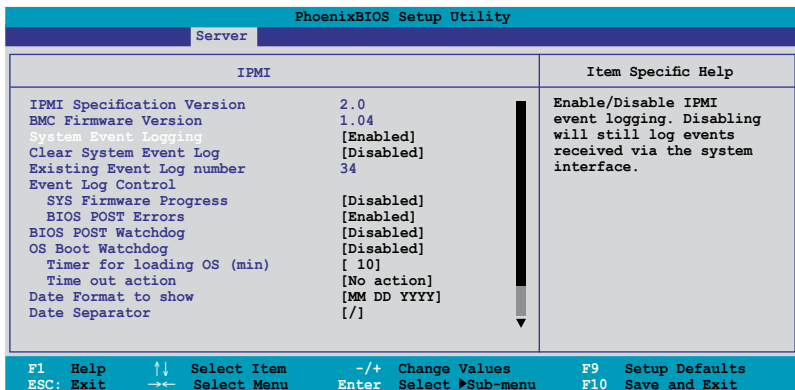 PhoenixBIOS Setup Utility
Server
IPMI
Item Specific Help
IPMI Specification Version 2.0
BMC Firmware Version 1.04
System Event Logging [Enabled]
Clear System Event Log [Disabled]
Existing Event Log number 34
Event Log Control
SYS Firmware Progress [Disabled]
BIOS POST Errors [Enabled]
BIOS POST Watchdog [Disabled]
OS Boot Watchdog [Disabled]
Timer for loading OS (min) [ 10]
Time out action [No action]
Date Format to show [MM DD YYYY]
Date Separator [/]
Enable/Disable IPMI
event logging. Disabling
will still log events
received via the system
interface.
F1 Help ↑↓ Select Item -/+ Change Values F9 Setup Defaults
ESC: Exit →← Select Menu Enter Select ▶Sub-menu F10 Save and Exit